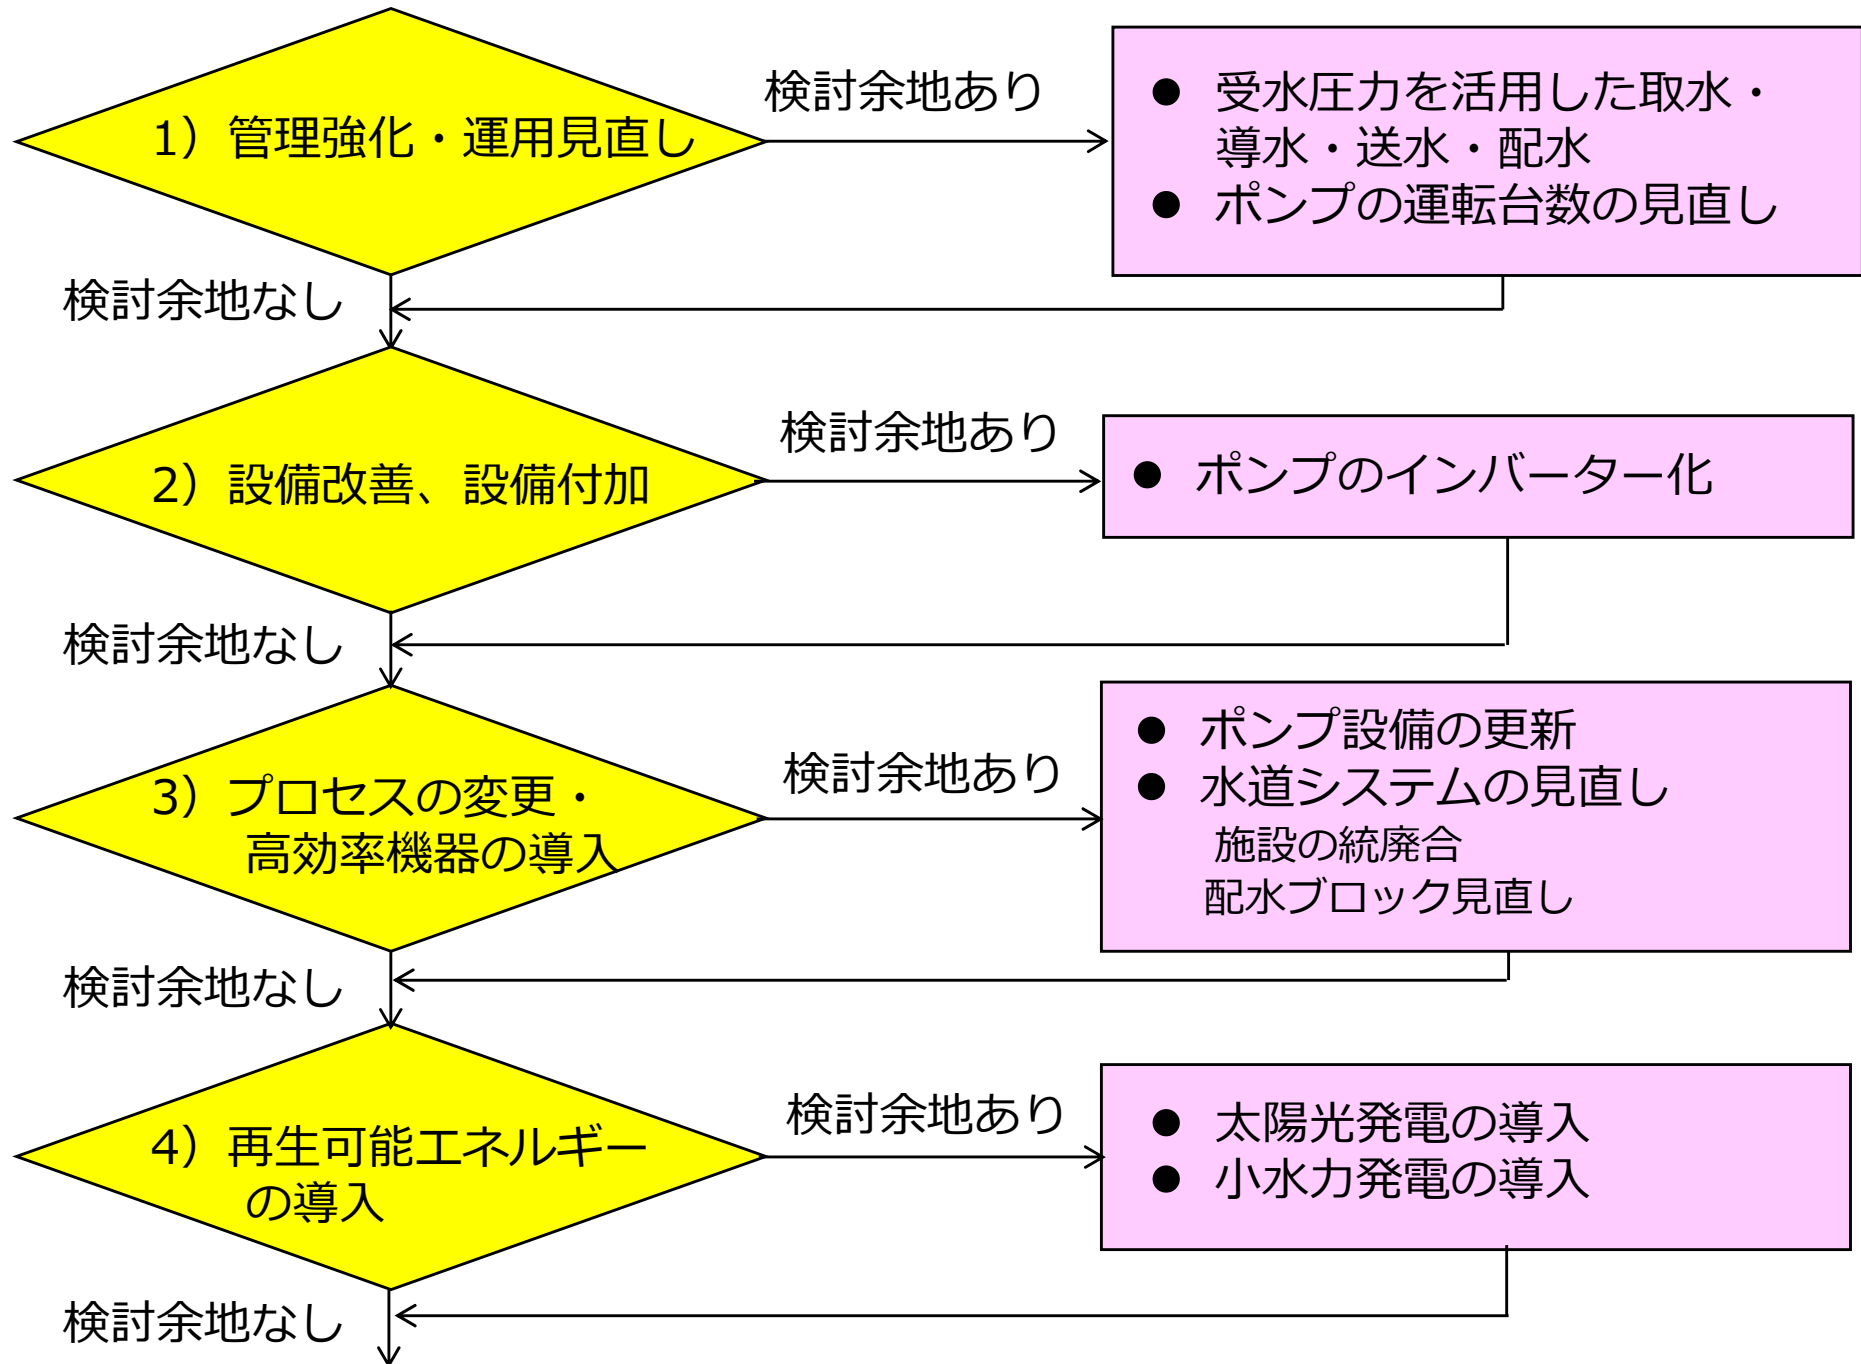 検討余地あり
● 受水圧力を活用した取水・
導水・送水・配水
● ポンプの運転台数の見直し
1）管理強化・運用見直し
検討余地なし
検討余地あり
● ポンプのインバーター化
2）設備改善、設備付加
検討余地なし
検討余地あり
● ポンプ設備の更新
● 水道システムの見直し
施設の統廃合
配水ブロック見直し
3）プロセスの変更・
高効率機器の導入
検討余地なし
検討余地あり
● 太陽光発電の導入
● 小水力発電の導入
4）再生可能エネルギー
の導入
検討余地なし